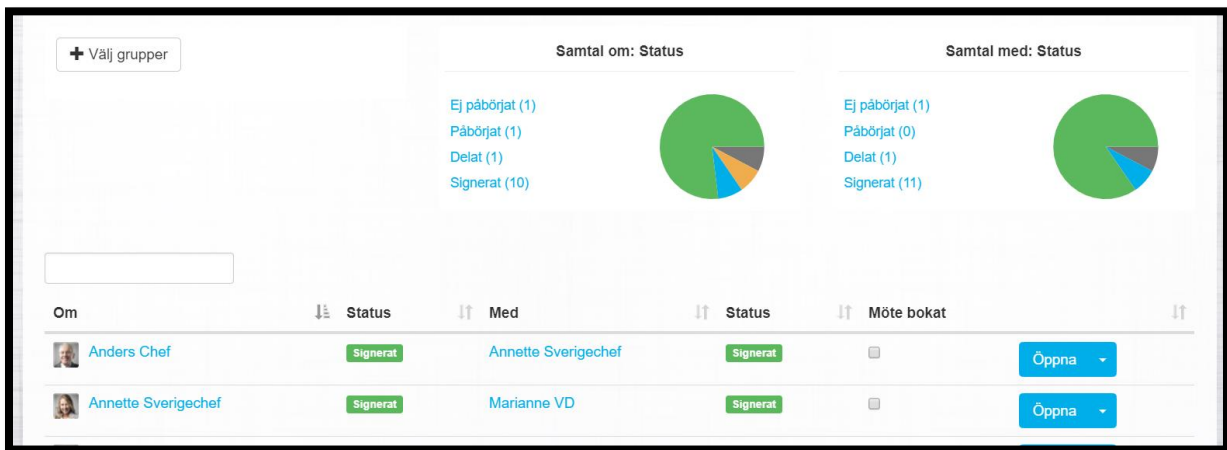 Välj grupper
Samtal om: Status
Ej påbörjat (1)
Påbörjat (1)
Delat (1)
Signerat (10)
Samtal med: Status
Ej påbörjat (1)
Påbörjat (0)
Delat (1)
Signerat (11)
Om Status Med Status Möte bokat
Anders Chef Signerat Annette Sverigechef Signerat Öppna
Annette Sverigechef Signerat Marianne VD Signerat Öppna